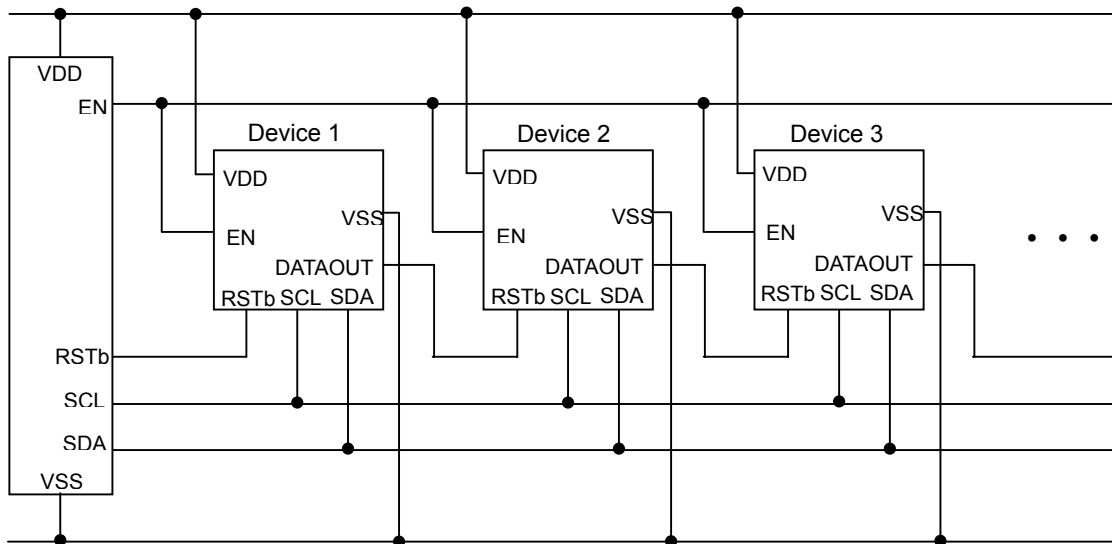 VDD
EN
Device 1
Device 2
Device 3
VDD
VDD
VDD
VSS
VSS
VSS
EN
EN
EN
DATAOUT
DATAOUT
DATAOUT
RSTb SCL SDA
RSTb SCL SDA
RSTb SCL SDA
RSTb
SCL
SDA
VSS